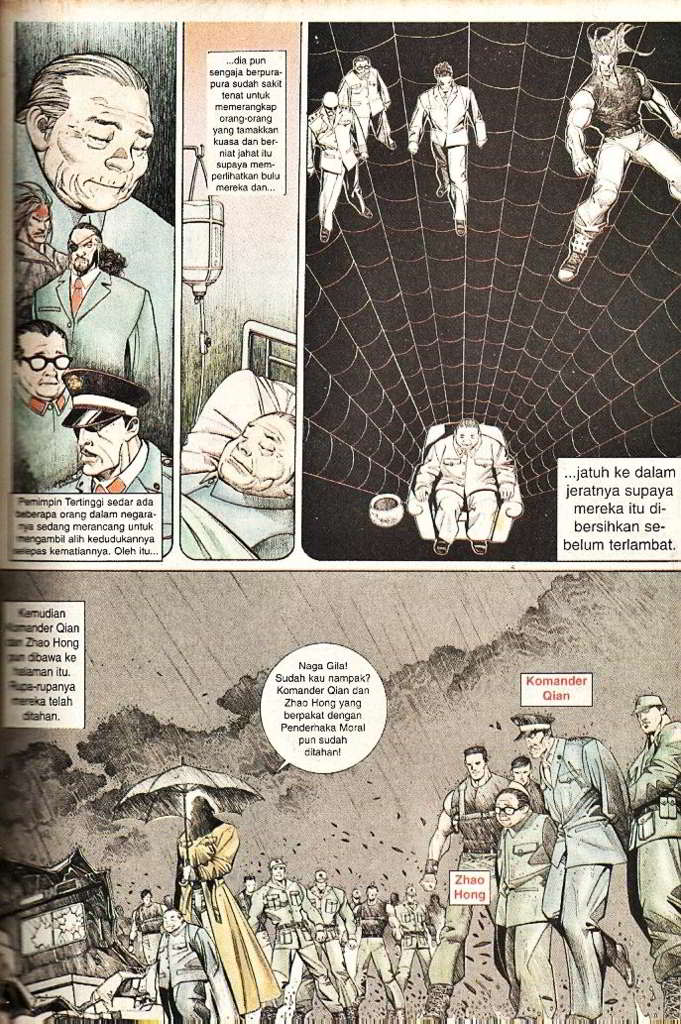 Pemimpin Tertinggi sedar ada
beberapa orang dalam negara-
nya sedang merancang untuk
mengambil alih kedudukannya
selepas kematiannya. Oleh itu...
...dia pun
sengaja berpura-
pura sudah sakit
tenat untuk
memerangkap
orang-orang
yang tamakkan
kuasa dan ber-
niat jahat itu
supaya mem-
perlihatkan bulu
mereka dan...
...jatuh ke dalam
jeratnya supaya
mereka itu di-
bersihkan se-
belum terlambat.
Kemudian
Komander Qian
dan Zhao Hong
pun dibawa ke
halaman itu.
Rupa-rupanya
mereka telah
ditahan.
Naga Gila!
Sudah kau nampak?
Komander Qian dan
Zhao Hong yang
berpakat dengan
Penderhaka Moral
pun sudah
ditahan!
Komander
Qian
Zhao
Hong